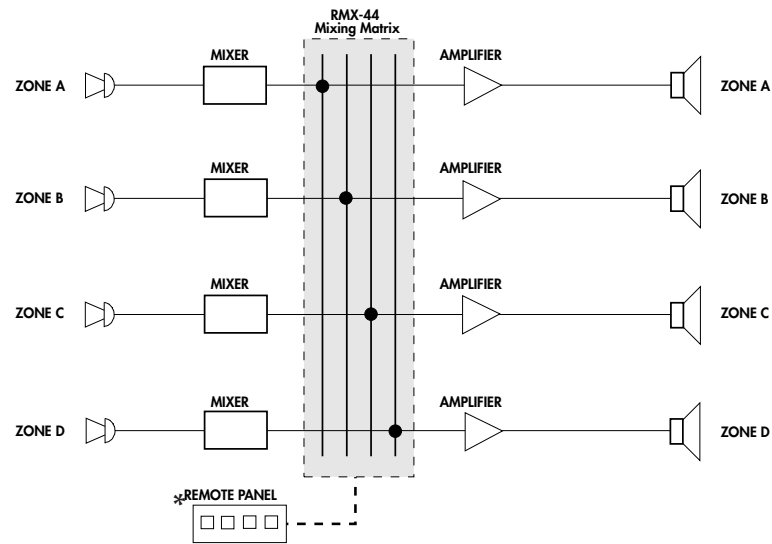 RMX-44
Mixing Matrix
MIXER
AMPLIFIER
ZONE A
ZONE A
MIXER
AMPLIFIER
ZONE B
ZONE B
MIXER
AMPLIFIER
ZONE C
ZONE C
MIXER
AMPLIFIER
ZONE D
ZONE D
*REMOTE PANEL